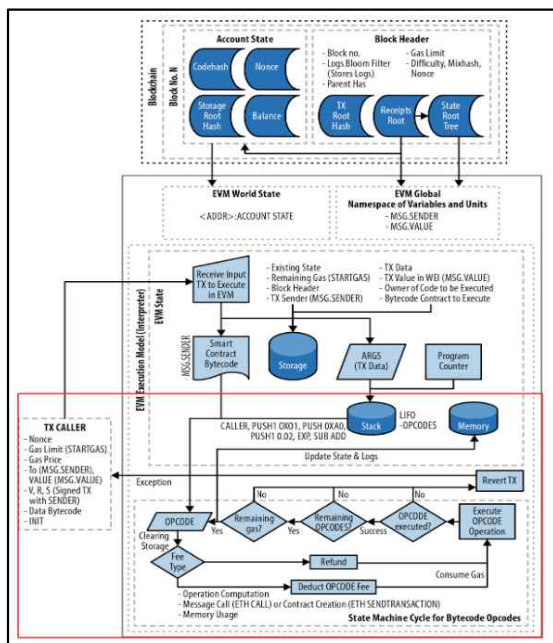 Blockchain
Block No. N
Account State
Codehash
Nonce
Storage
Root
Hash
Balance
Block Header
- Block no.
- Logs Bloom Filter
(Stores Logs)
- Parent Has
- Gas Limit
- Difficulty, Mixhash,
Nonce
TX
Root
Hash
Receipts
Root
State
Root
Tree
EVM World State
<ADDR>:ACCOUNT STATE
EVM Global
Namespace of Variables and Units
- MSG.SENDER
- MSG.VALUE
EVM Execution Model (Interpreter)
EVM State
Receive Input
TX to Execute
in EVM
- Existing State
- Remaining Gas (STARTGAS)
- Block Header
- TX Sender (MSG.SENDER)
- TX Data
- TX Value in WEI (MSG.VALUE)
- Owner of Code to be Executed
- Bytecode Contract to Execute
MSG.SENDER
Smart
Contract
Bytecode
Storage
ARGS
(TX Data)
Program
Counter
TX CALLER
- Nonce
- Gas Limit (STARTGAS)
- Gas Price
- To (MSG.SENDER),
VALUE (MSG.VALUE)
- V, R, S (Signed TX
with SENDER)
- Data Bytecode
- INIT
CALLER, PUSH1 0X01, PUSH 0XA0,
PUSH1 0.02, EXP, SUB ADD
Stack
LIFO
-OPCODES
Memory
Update State & Logs
Exception
Revert TX
No
No
No
OPCODE
Yes
Remaining
gas?
Yes
Remaining
OPCODES?
Success
OPCODE
executed?
Execute
OPCODE
Operation
Clearing
Storage
Fee
Type
Refund
Consume Gas
Deduct OPCODE Fee
- Operation Computation
- Message Call (ETH CALL) or Contract Creation (ETH SENDTRANSACTION)
- Memory Usage
State Machine Cycle for Bytecode Opcodes